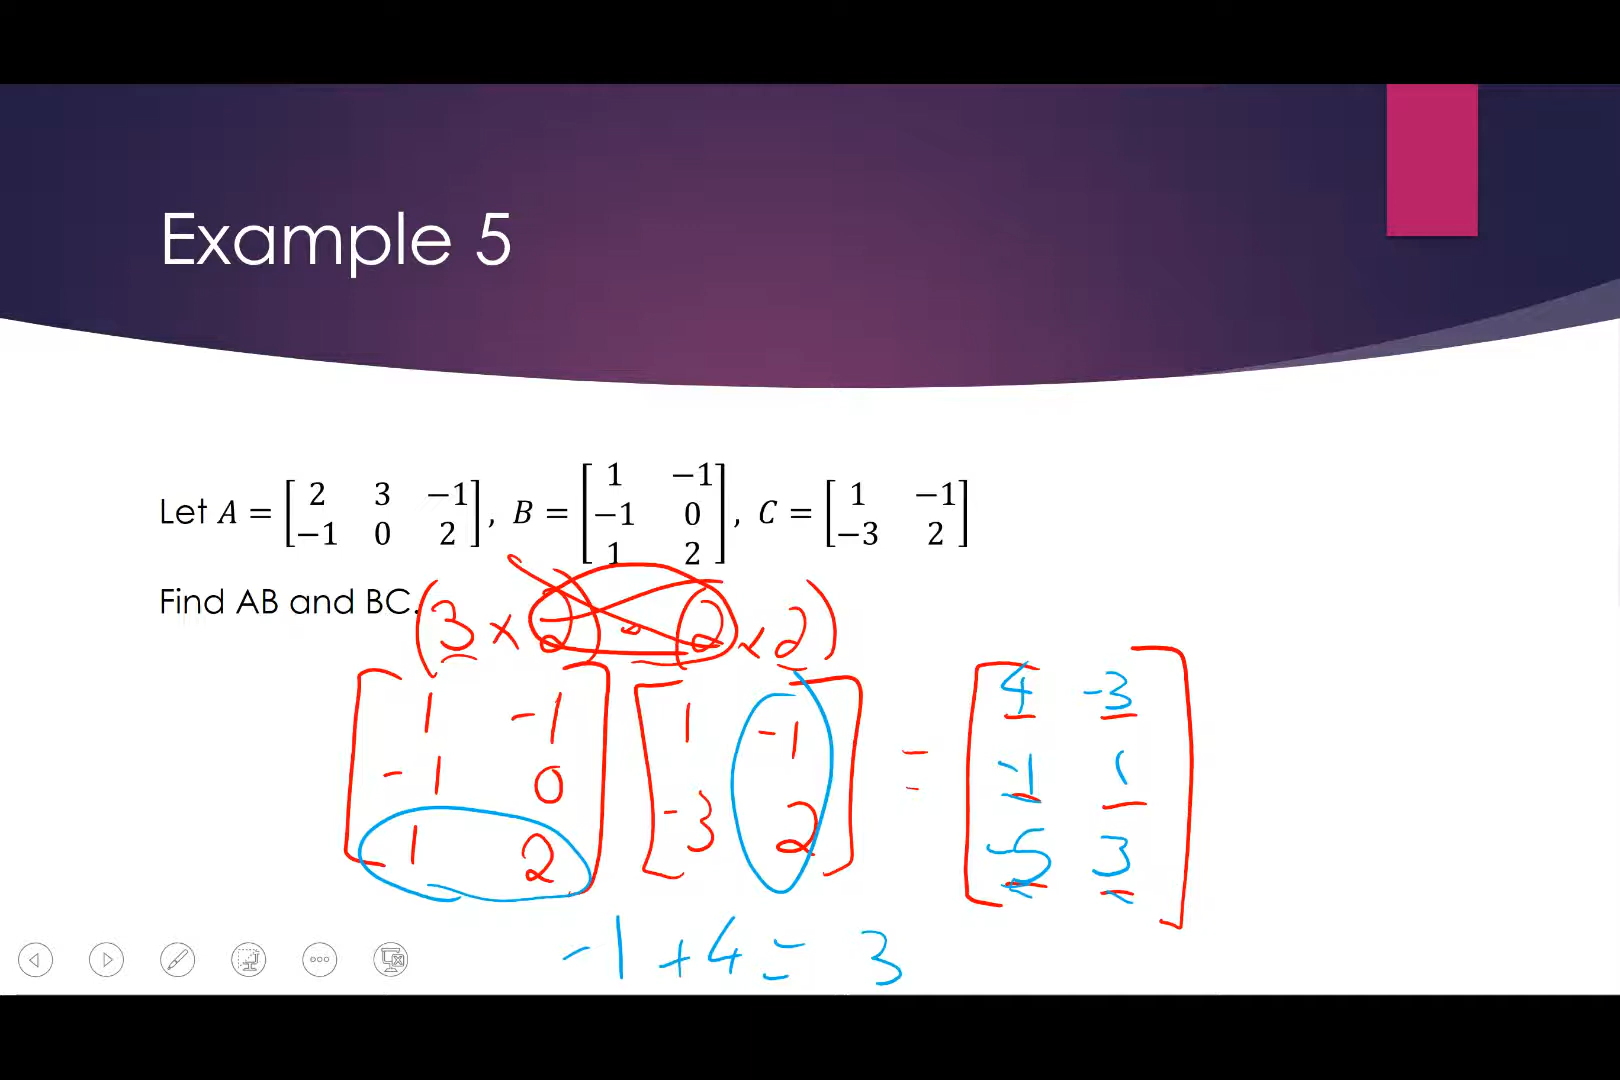 Example 5
Let A = [2 3 −1; −1 0 2], B = [1 −1; −1 0; 1 2], C = [1 −1; −3 2]
Find AB and BC.
(3 × 2) · (2 × 2)
[1 -1; -1 0; 1 2] [1 -1; -3 2] = [4 -3; -1 1; -5 3]
-1 + 4 = 3